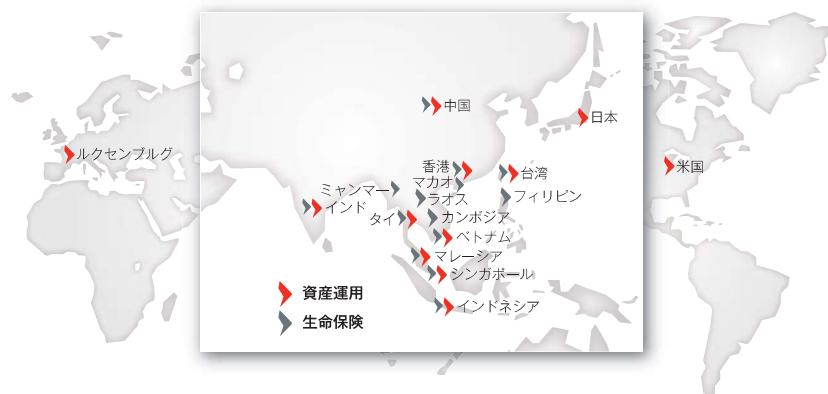 中国
日本
ルクセンブルグ
香港
台湾
米国
マカオ
ミャンマー
ラオス
フィリピン
インド
タイ
カンボジア
ベトナム
マレーシア
シンガポール
資産運用
インドネシア
生命保険